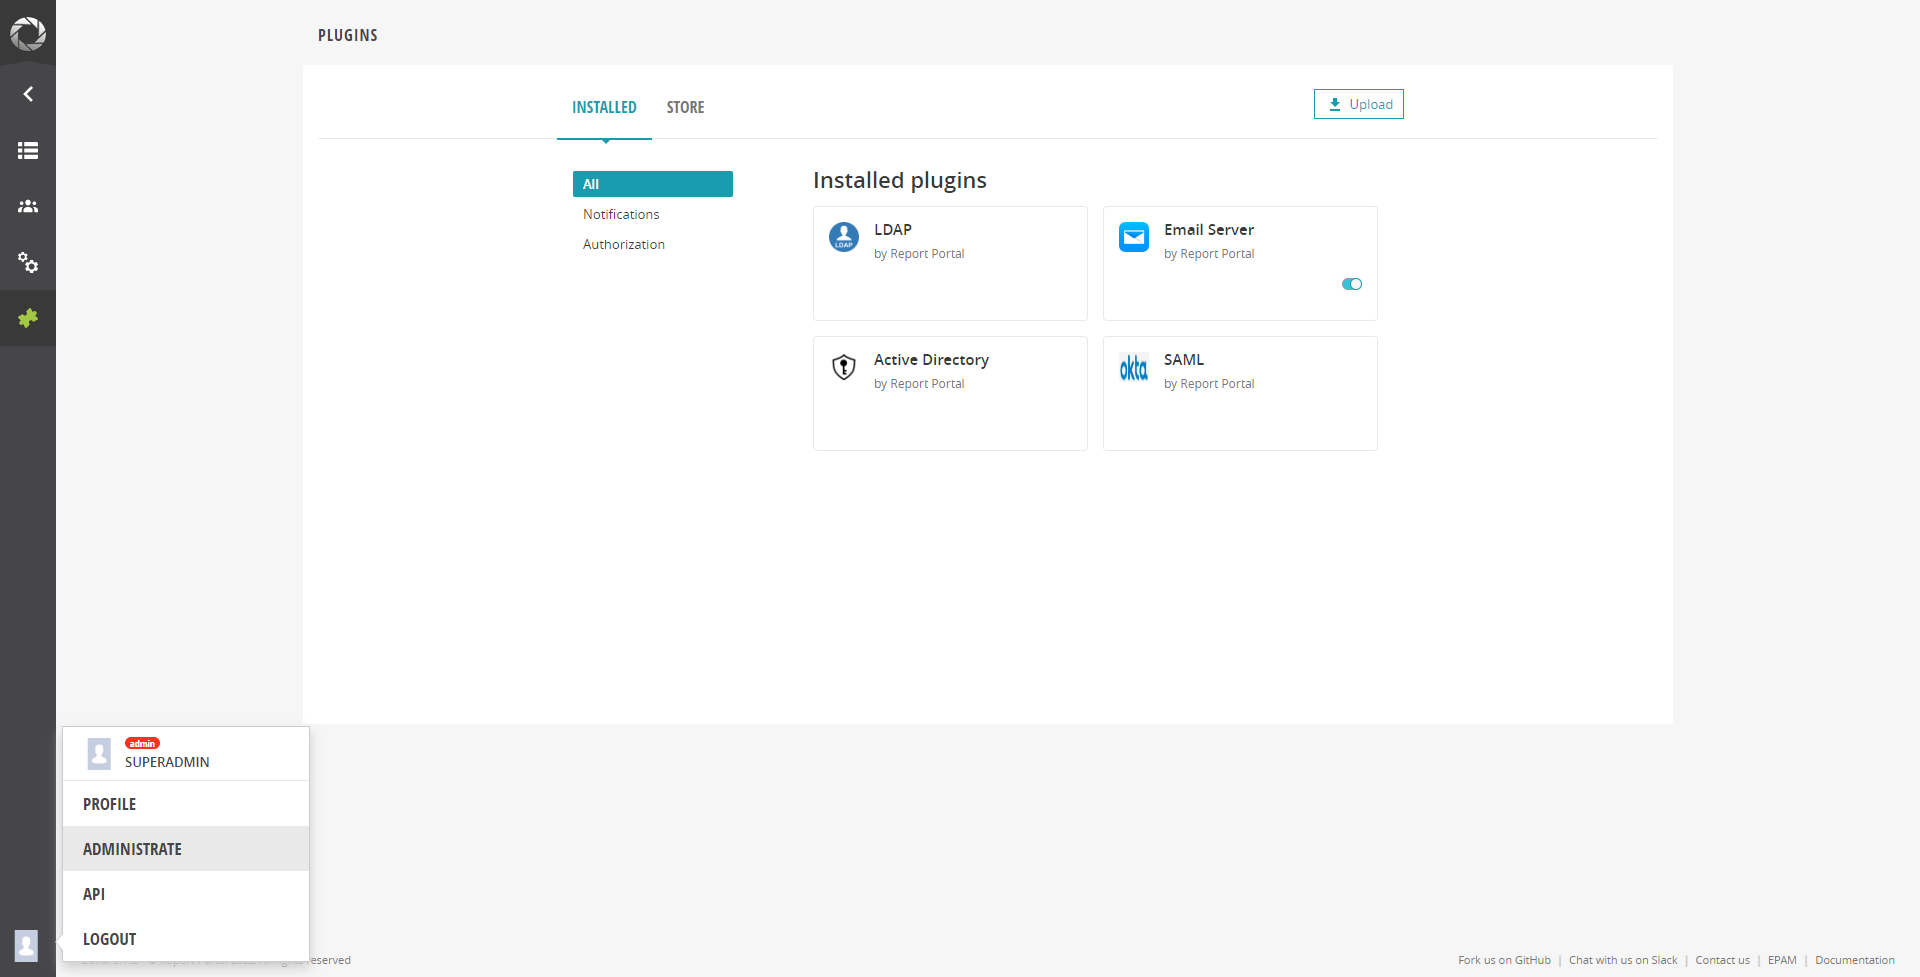 PLUGINS
INSTALLED
STORE
Upload
All
Notifications
Authorization
Installed plugins
LDAP
LDAP
by Report Portal
Email Server
by Report Portal
Active Directory
by Report Portal
okta
SAML
by Report Portal
admin
SUPERADMIN
PROFILE
ADMINISTRATE
API
LOGOUT
reserved
Fork us on GitHub | Chat with us on Slack | Contact us | EPAM | Documentation